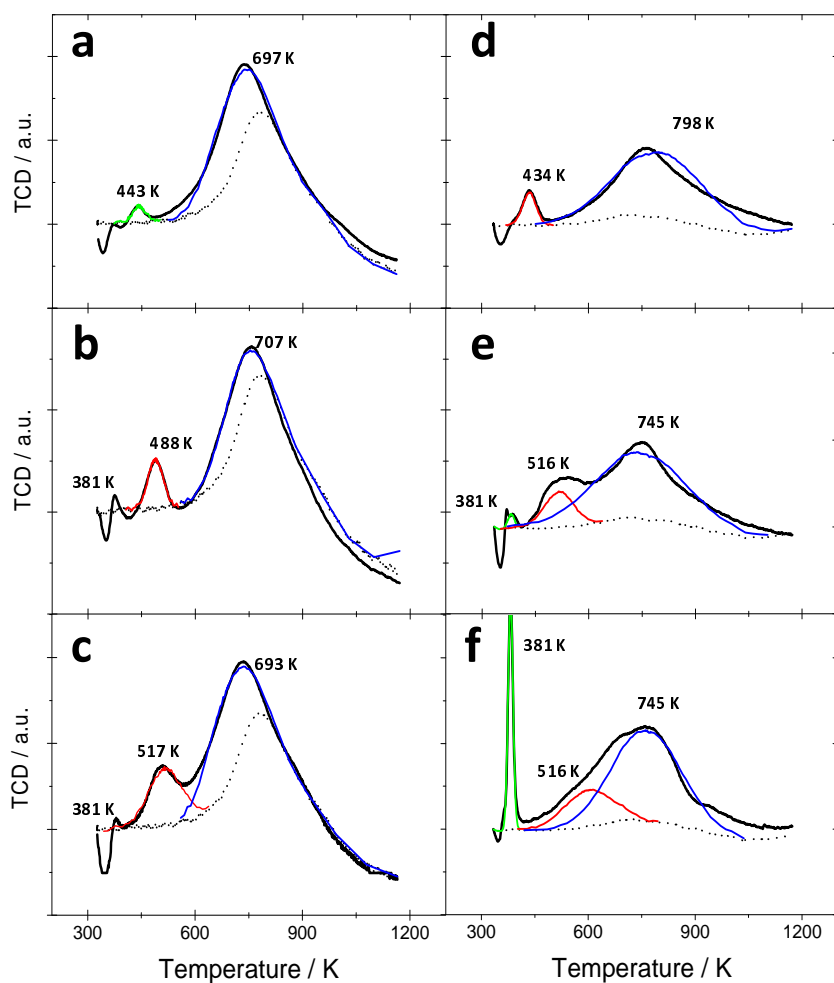 a
697 K
443 K
TCD / a.u.
d
798 K
434 K
b
707 K
488 K
381 K
TCD / a.u.
e
745 K
516 K
381 K
c
693 K
517 K
381 K
TCD / a.u.
300 600 900 1200
Temperature / K
f
381 K
745 K
516 K
300 600 900 1200
Temperature / K